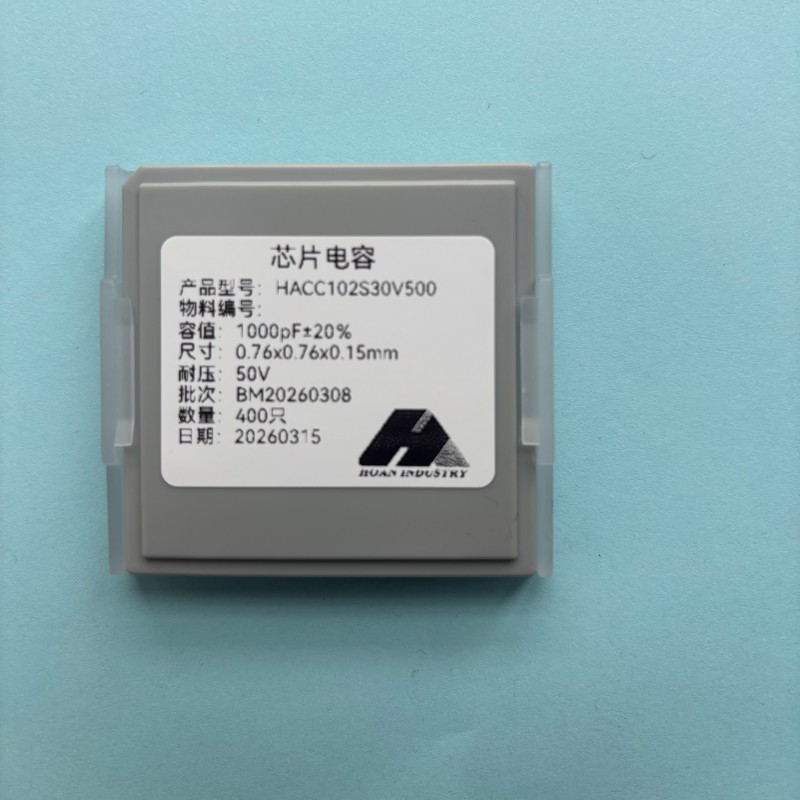 芯片电容
产品型号: HACC102S30V500
物料编号:
容值: 1000pF±20%
尺寸: 0.76x0.76x0.15mm
耐压: 50V
批次: BM20260308
数量: 400只
日期: 20260315
HOAN INDUSTRY